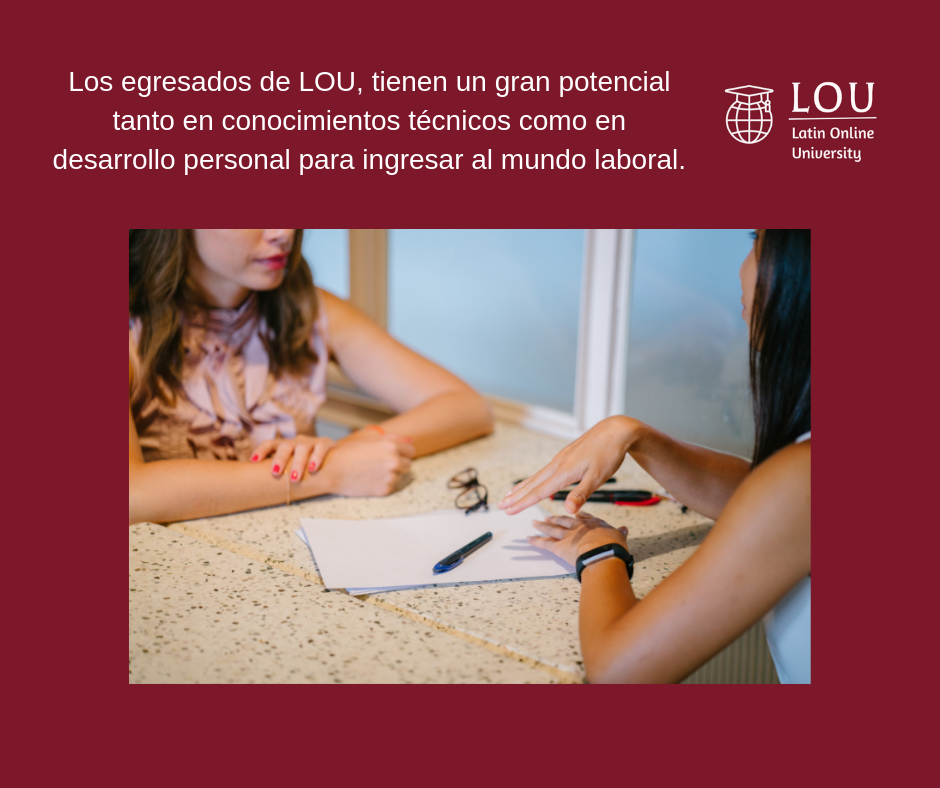 Los egresados de LOU, tienen un gran potencial
tanto en conocimientos técnicos como en
desarrollo personal para ingresar al mundo laboral.
LOU
Latin Online
University